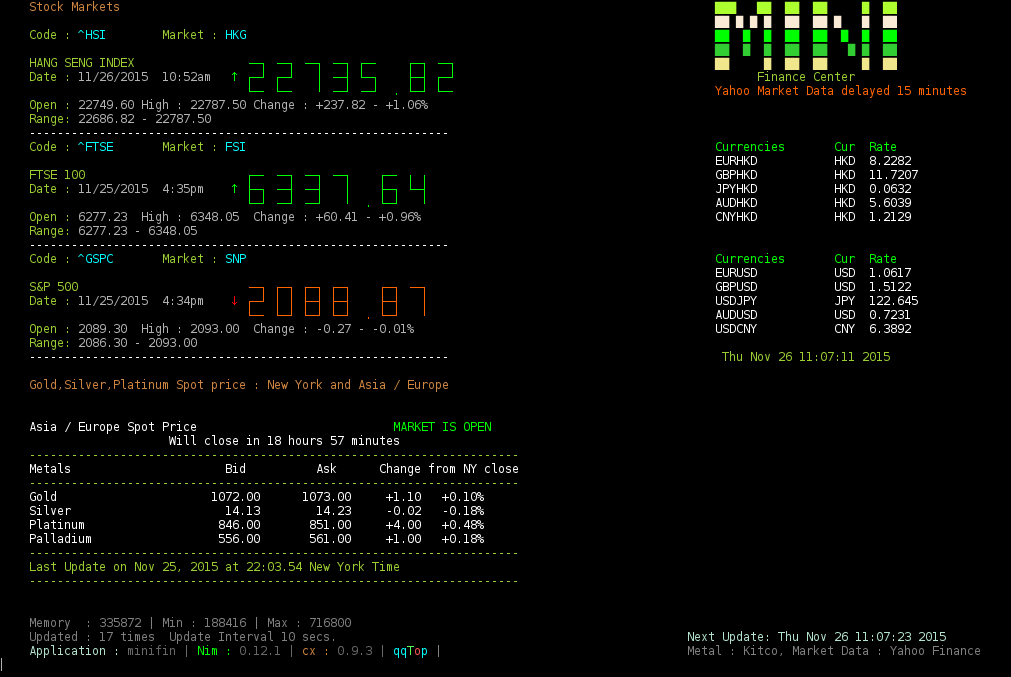 Stock Markets
MINI
Finance Center
Yahoo Market Data delayed 15 minutes
Code : ^HSI Market : HKG
HANG SENG INDEX
Date : 11/26/2015 10:52am ↑ 22735.82
Open : 22749.60 High : 22787.50 Change : +237.82 - +1.06%
Range: 22686.82 - 22787.50
------------------------------------------------------------
Code : ^FTSE Market : FSI
FTSE 100
Date : 11/25/2015 4:35pm ↑ 6337.64
Open : 6277.23 High : 6348.05 Change : +60.41 - +0.96%
Range: 6277.23 - 6348.05
------------------------------------------------------------
Code : ^GSPC Market : SNP
S&P 500
Date : 11/25/2015 4:34pm ↓ 2088.87
Open : 2089.30 High : 2093.00 Change : -0.27 - -0.01%
Range: 2086.30 - 2093.00
------------------------------------------------------------
Currencies Cur Rate
EURHKD HKD 8.2282
GBPHKD HKD 11.7207
JPYHKD HKD 0.0632
AUDHKD HKD 5.6039
CNYHKD HKD 1.2129
Currencies Cur Rate
EURUSD USD 1.0617
GBPUSD USD 1.5122
USDJPY JPY 122.645
AUDUSD USD 0.7231
USDCNY CNY 6.3892
Thu Nov 26 11:07:11 2015
Gold,Silver,Platinum Spot price : New York and Asia / Europe
Asia / Europe Spot Price MARKET IS OPEN
Will close in 18 hours 57 minutes
----------------------------------------------------------------------
Metals Bid Ask Change from NY close
----------------------------------------------------------------------
Gold 1072.00 1073.00 +1.10 +0.10%
Silver 14.13 14.23 -0.02 -0.18%
Platinum 846.00 851.00 +4.00 +0.48%
Palladium 556.00 561.00 +1.00 +0.18%
----------------------------------------------------------------------
Last Update on Nov 25, 2015 at 22:03.54 New York Time
----------------------------------------------------------------------
Memory : 335872 | Min : 188416 | Max : 716800
Updated : 17 times Update Interval 10 secs.
Application : minifin | Nim : 0.12.1 | cx : 0.9.3 | qqTop |
Next Update: Thu Nov 26 11:07:23 2015
Metal : Kitco, Market Data : Yahoo Finance